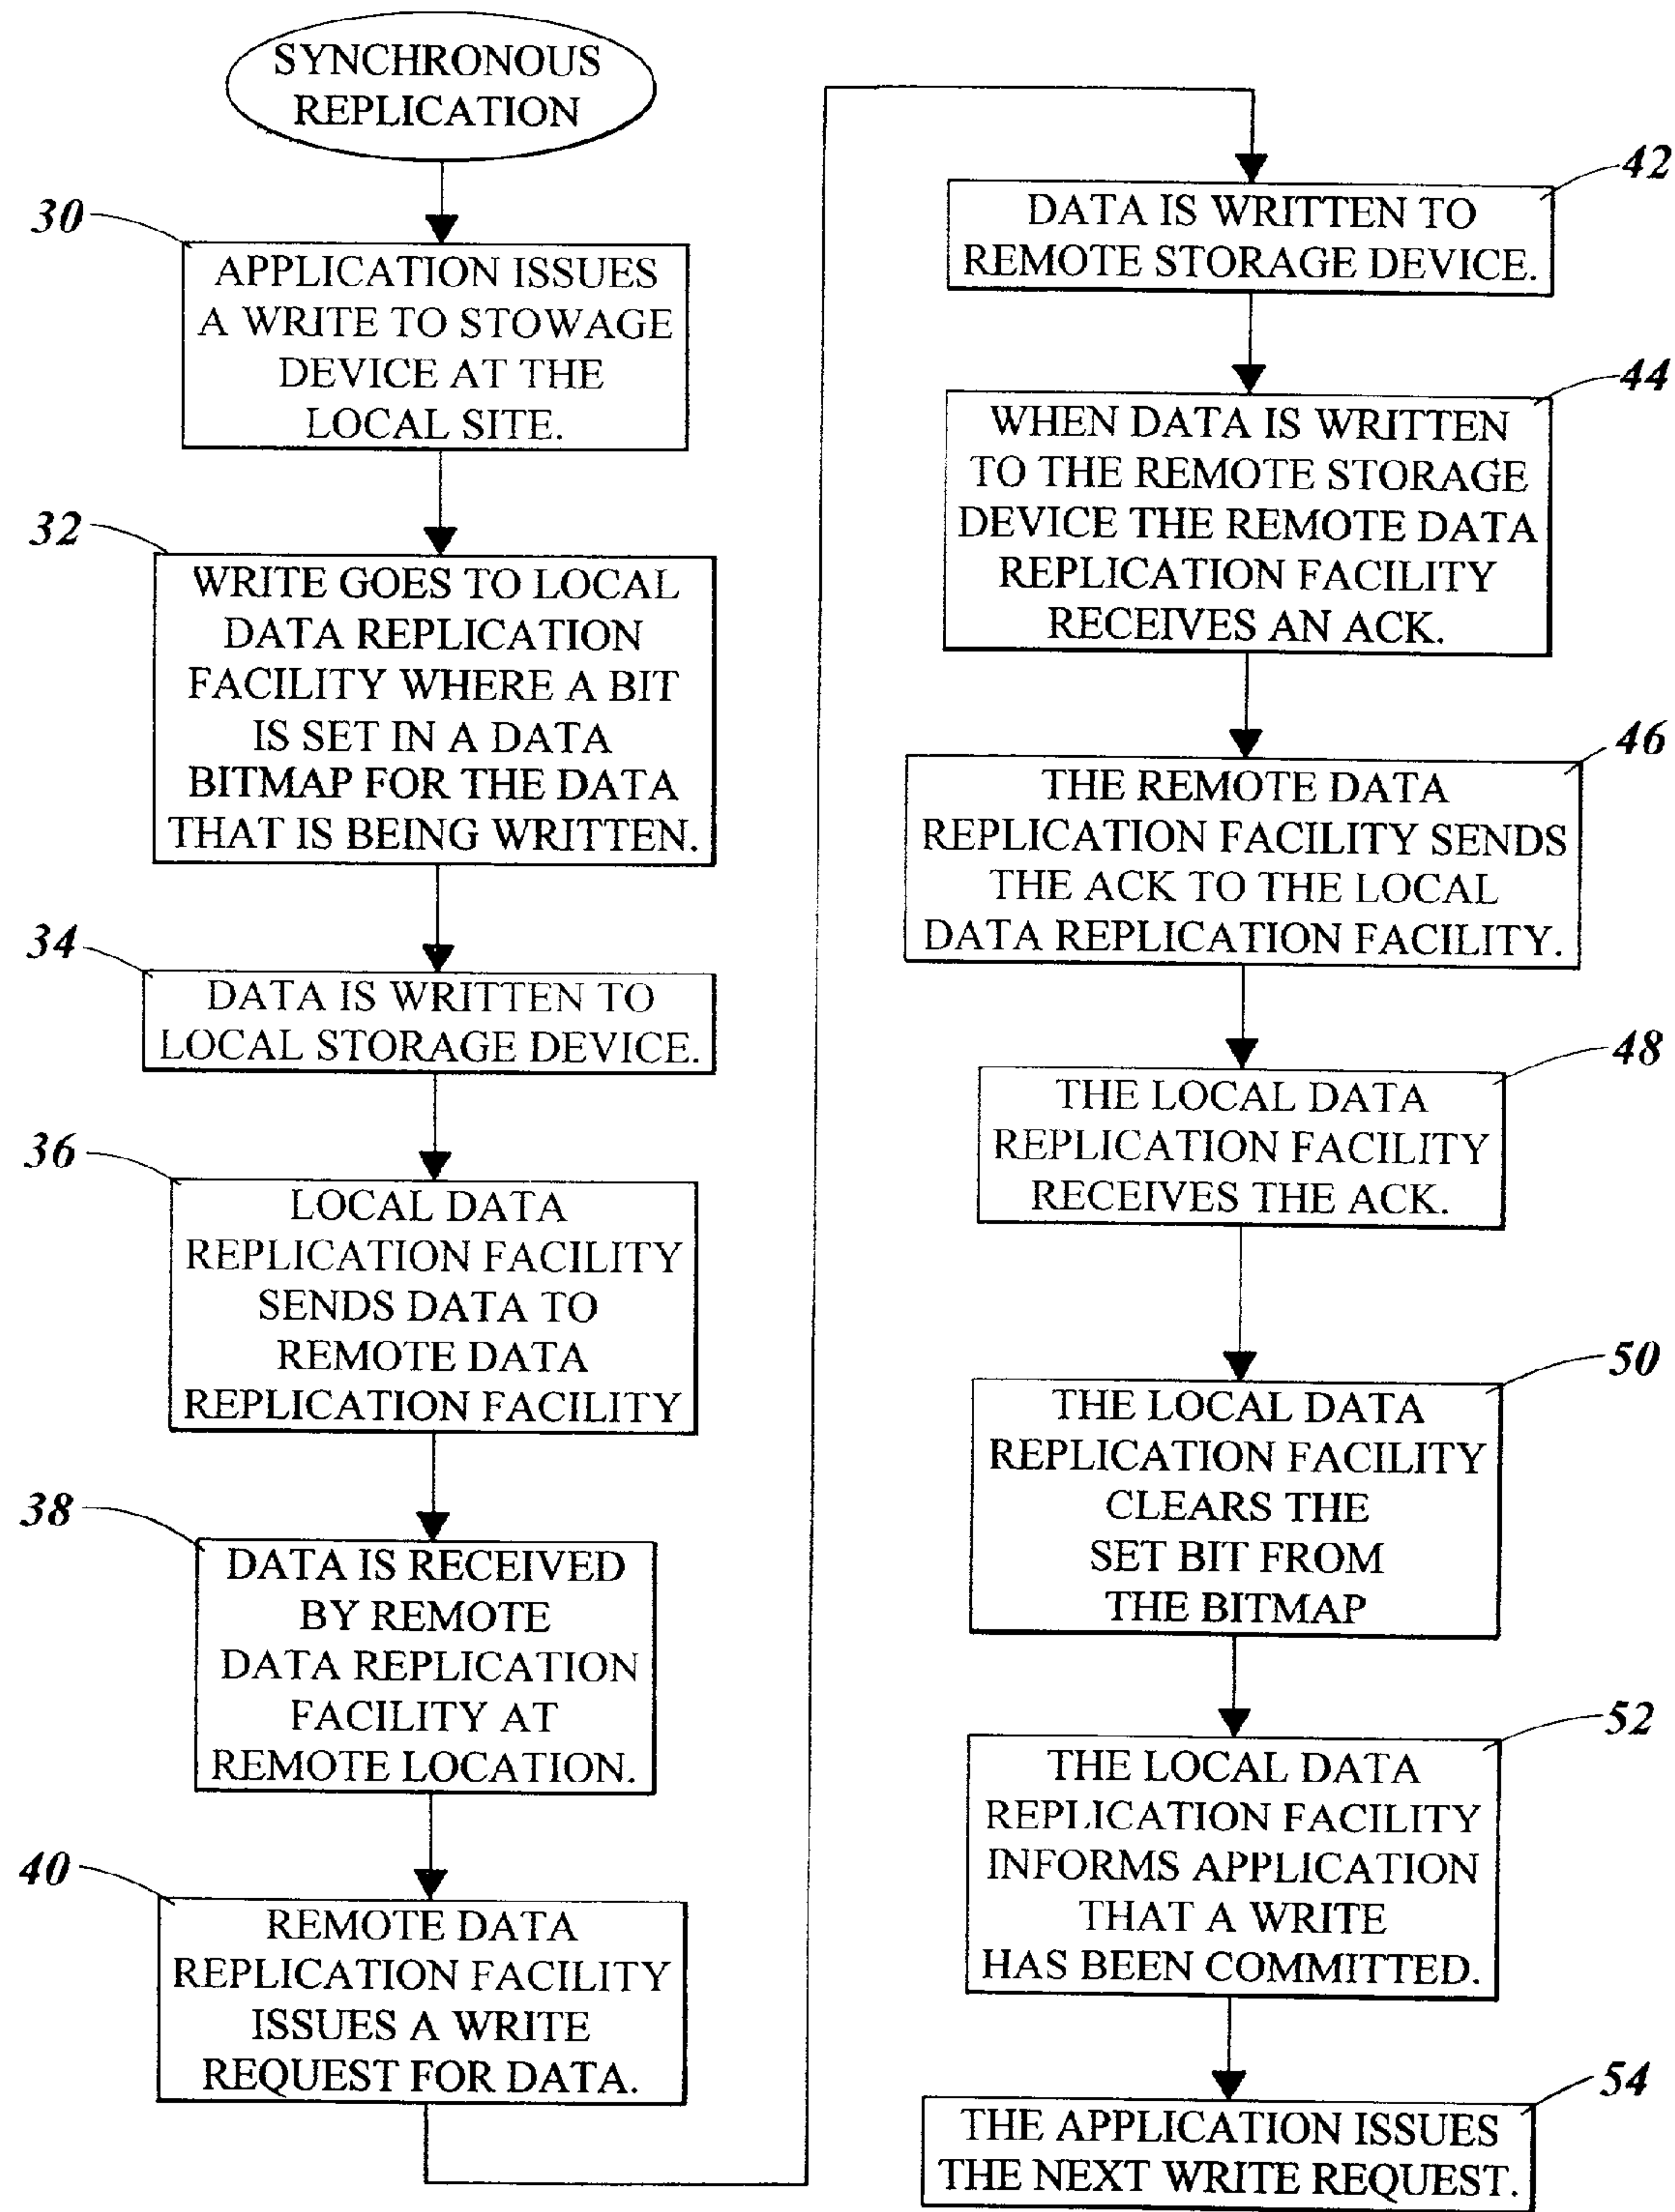 SYNCHRONOUS
REPLICATION
30
APPLICATION ISSUES
A WRITE TO STOWAGE
DEVICE AT THE
LOCAL SITE.
32
WRITE GOES TO LOCAL
DATA REPLICATION
FACILITY WHERE A BIT
IS SET IN A DATA
BITMAP FOR THE DATA
THAT IS BEING WRITTEN.
34
DATA IS WRITTEN TO
LOCAL STORAGE DEVICE.
36
LOCAL DATA
REPLICATION FACILITY
SENDS DATA TO
REMOTE DATA
REPLICATION FACILITY
38
DATA IS RECEIVED
BY REMOTE
DATA REPLICATION
FACILITY AT
REMOTE LOCATION.
40
REMOTE DATA
REPLICATION FACILITY
ISSUES A WRITE
REQUEST FOR DATA.
42
DATA IS WRITTEN TO
REMOTE STORAGE DEVICE.
44
WHEN DATA IS WRITTEN
TO THE REMOTE STORAGE
DEVICE THE REMOTE DATA
REPLICATION FACILITY
RECEIVES AN ACK.
46
THE REMOTE DATA
REPLICATION FACILITY SENDS
THE ACK TO THE LOCAL
DATA REPLICATION FACILITY.
48
THE LOCAL DATA
REPLICATION FACILITY
RECEIVES THE ACK.
50
THE LOCAL DATA
REPLICATION FACILITY
CLEARS THE
SET BIT FROM
THE BITMAP
52
THE LOCAL DATA
REPLICATION FACILITY
INFORMS APPLICATION
THAT A WRITE
HAS BEEN COMMITTED.
54
THE APPLICATION ISSUES
THE NEXT WRITE REQUEST.